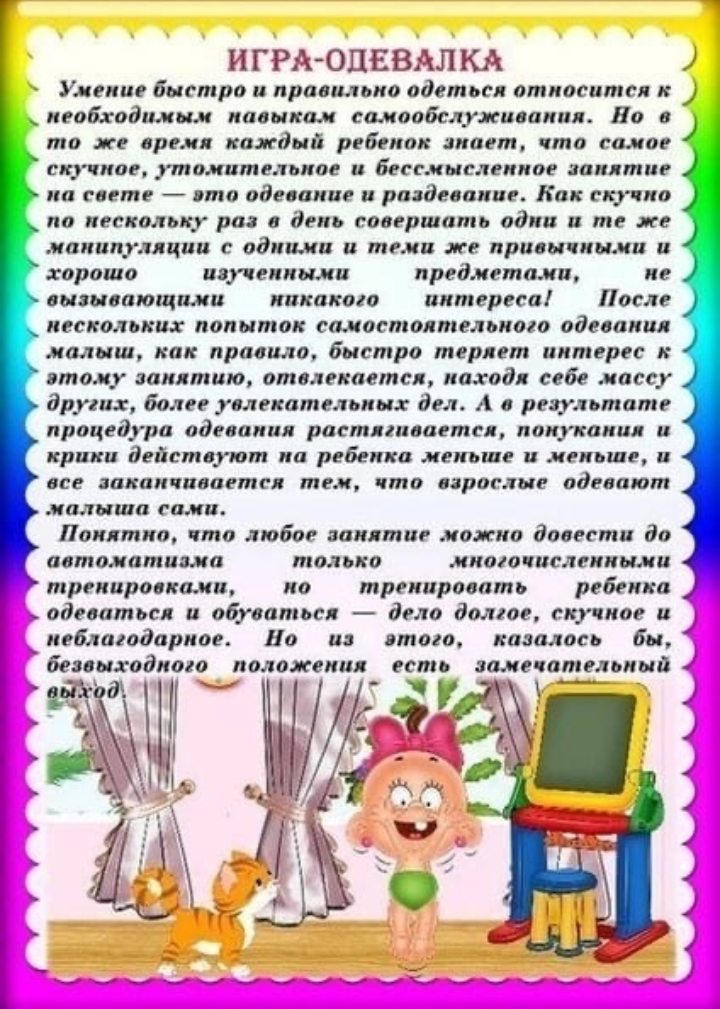 ИГРА-ОДЕВАЛКА
Умение быстро и правильно одеться относится к
необходимым навыкам самообслуживания. Но в
то же время каждый ребенок знает, что самое
скучное, утомительное и бессмысленное занятие
на свете — это одевание и раздевание. Как скучно
по нескольку раз в день совершать одни и те же
манипуляции с одними и теми же привычными и
хорошо изученными предметами, не
вызывающими никакого интереса! После
нескольких попыток самостоятельного одевания
малыш, как правило, быстро теряет интерес к
этому занятию, отвлекается, находя себе массу
других, более увлекательных дел. А в результате
процедура одевания растягивается, понукания и
крики действуют на ребенка меньше и меньше, и
все заканчивается тем, что взрослые одевают
малыша сами.
Понятно, что любое занятие можно довести до
автоматизма только многочисленными
тренировками, но тренировать ребенка
одеваться и обуваться — дело долгое, скучное и
неблагодарное. Но из этого, казалось бы,
безвыходного положения есть замечательный
выход.